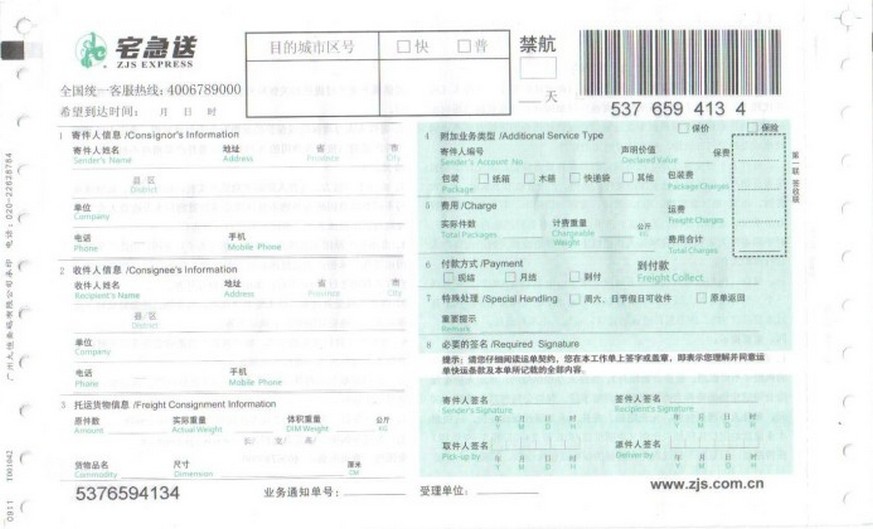 宅急送
ZJS EXPRESS
全国统一客服热线：4006789000
希望到达时间： 月 日 时
目的城市区号 □快 □普
禁航
天
537 659 413 4
1 寄件人信息 /Consignor's Information
寄件人姓名 地址 省 市
Sender's Name Address Province City
县/区
District
单位
Company
电话 手机
Phone Mobile Phone
2 收件人信息 /Consignee's Information
收件人姓名 地址 省 市
Recipient's Name Address Province City
县/区
District
单位
Company
电话 手机
Phone Mobile Phone
3 托运货物信息 /Freight Consignment Information
原件数 实际重量 体积重量 公斤
Amount Actual Weight DIM Weight KG
长/ 宽/ 高/
货物品名 尺寸 厘米
Commodity Dimension CM
5376594134 业务通知单号： 受理单位：
4 附加业务类型 /Additional Service Type □保价 □保险
寄件人编号 声明价值 保费
Sender's Account No. Declared Value
包装 □纸箱 □木箱 □快递袋 □其他 包装费
Package Package Charges
5 费用 /Charge
实际件数 计费重量 公斤 运费
Total Packages Chargeable Weight KG Freight Charges
费用合计
Total Charges
6 付款方式 /Payment 到付款
□现结 □月结 □到付 Freight Collect
7 特殊处理 /Special Handling □周六、日节假日可收件 □原单返回
重要提示
Remark
8 必要的签名 /Required Signature
提示：请您仔细阅读运单契约，您在本工作单上签字或盖章，即表示您理解并同意运
单快运条款及本单所记载的全部内容。
寄件人签名 签件人签名
Sender's Signature Recipient's Signature
年 月 日 时 年 月 日 时
Y M D H Y M D H
取件人签名 派件人签名
Pick-up by Deliver by
年 月 日 时 年 月 日 时
Y M D H Y M D H
www.zjs.com.cn
第一联 签收联
电话：020-22628784
0911 T001042